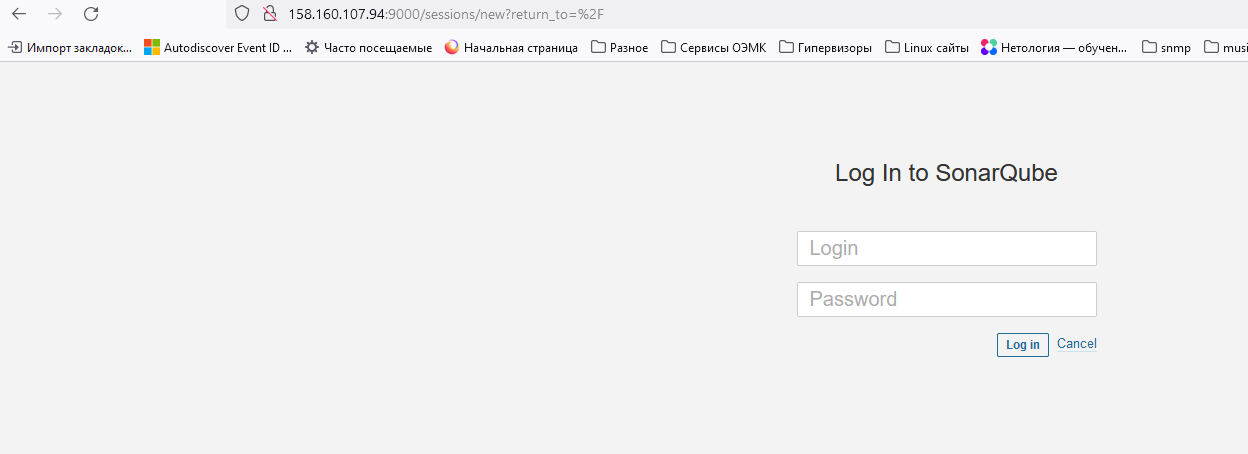 158.160.107.94:9000/sessions/new?return_to=%2F
Импорт закладок... Autodiscover Event ID ... Часто посещаемые Начальная страница Разное Сервисы ОЭМК Гипервизоры Linux сайты Нетология — обучен... snmp musi
Log In to SonarQube
Login
Password
Log in Cancel